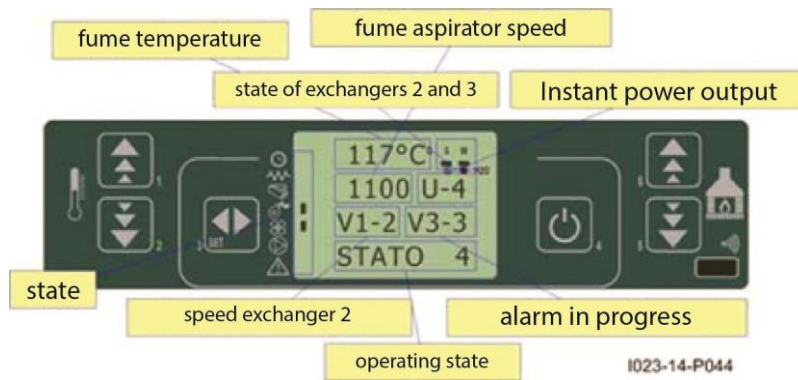 fume temperature
fume aspirator speed
state of exchangers 2 and 3
Instant power output
117°C
1100 U-4
V1-2 V3-3
STATO 4
1
2
3
SET
4
6
5
state
speed exchanger 2
alarm in progress
operating state
I023-14-P044